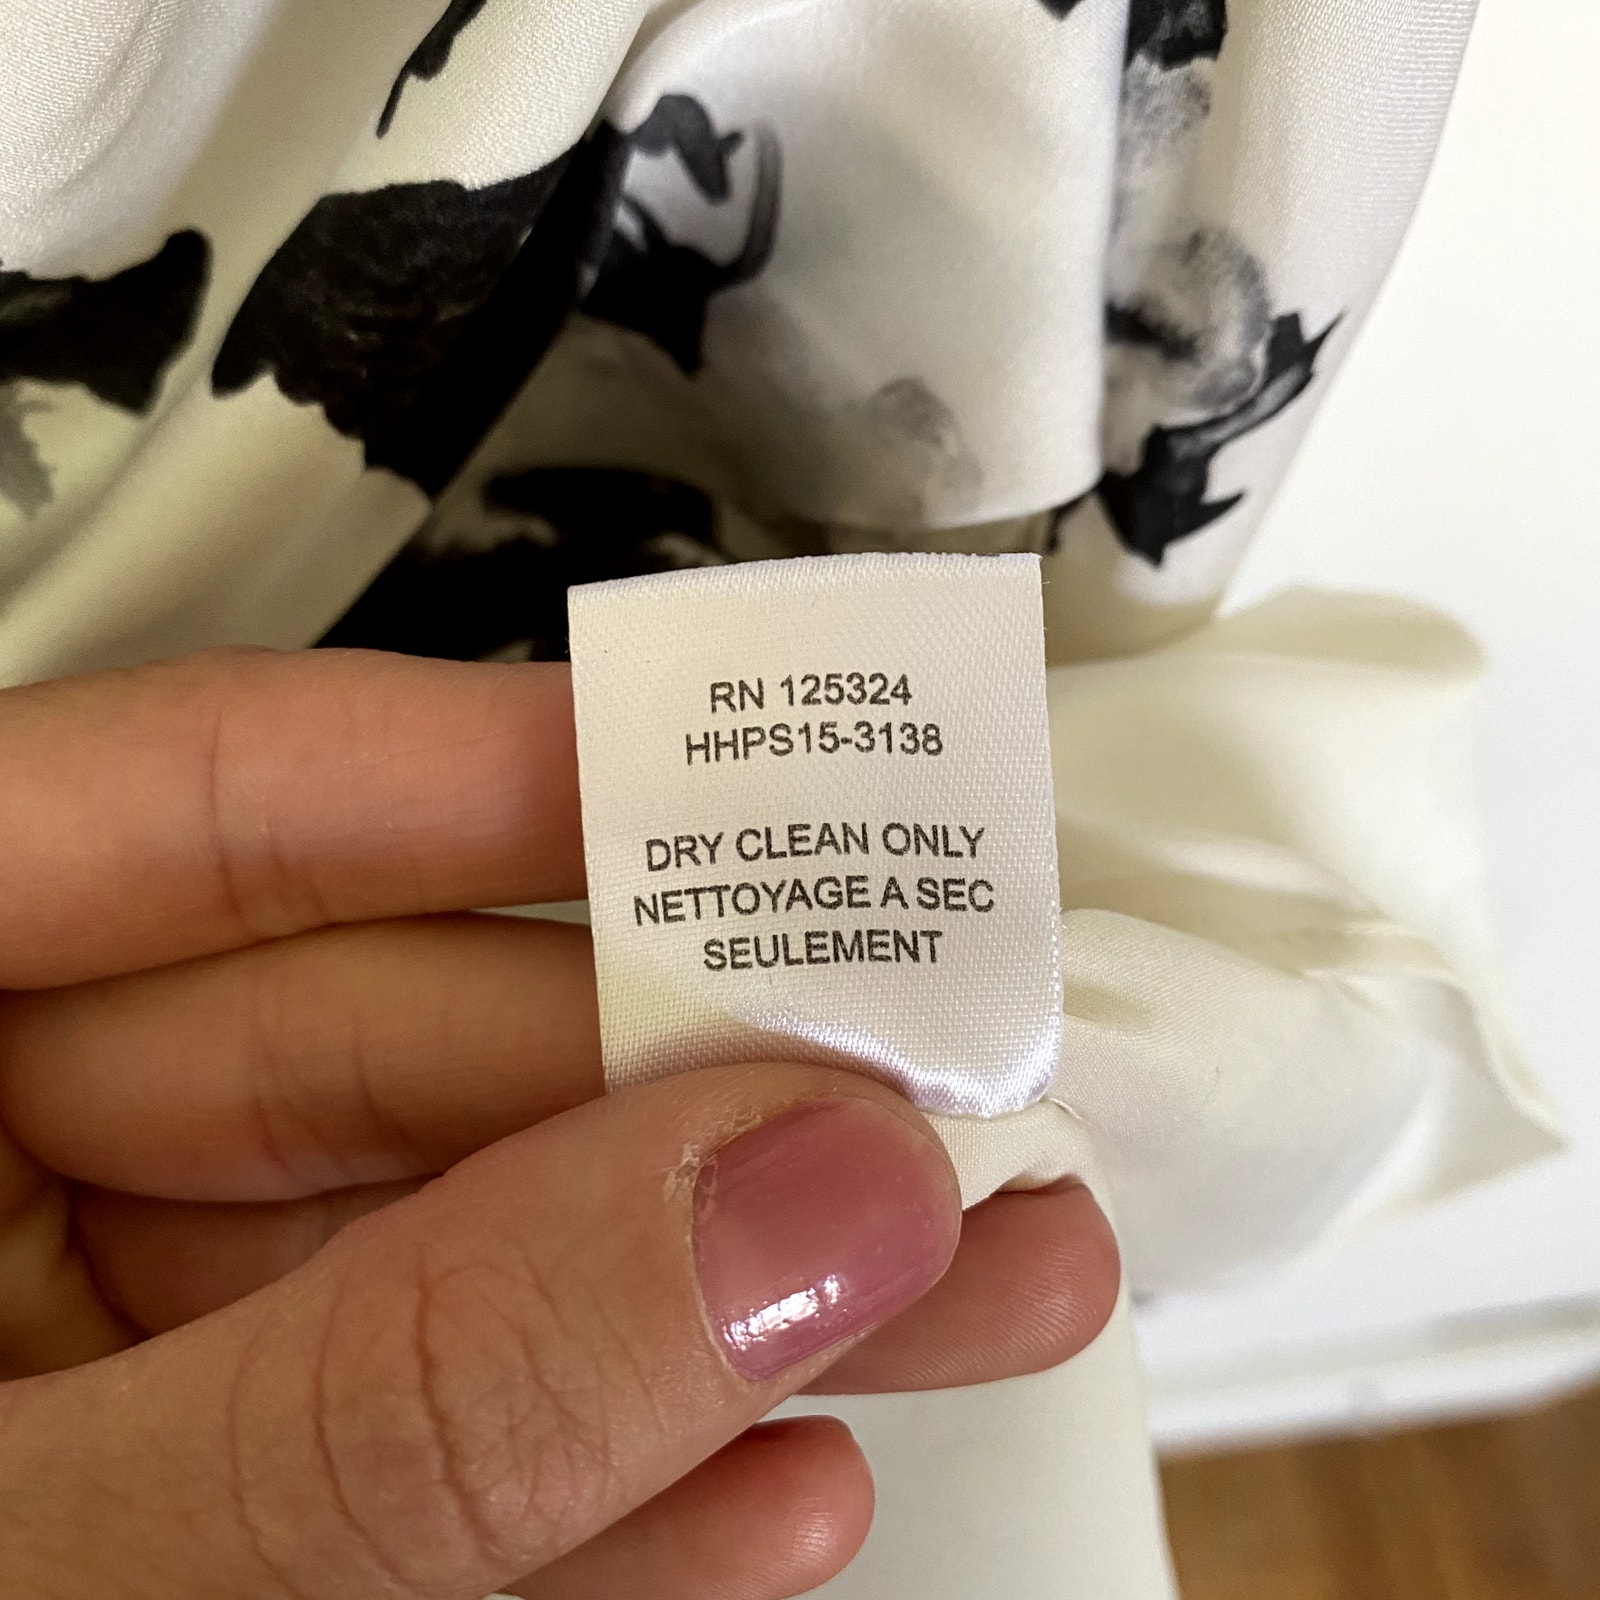 RN 125324
HHPS15-3138
DRY CLEAN ONLY
NETTOYAGE A SEC
SEULEMENT